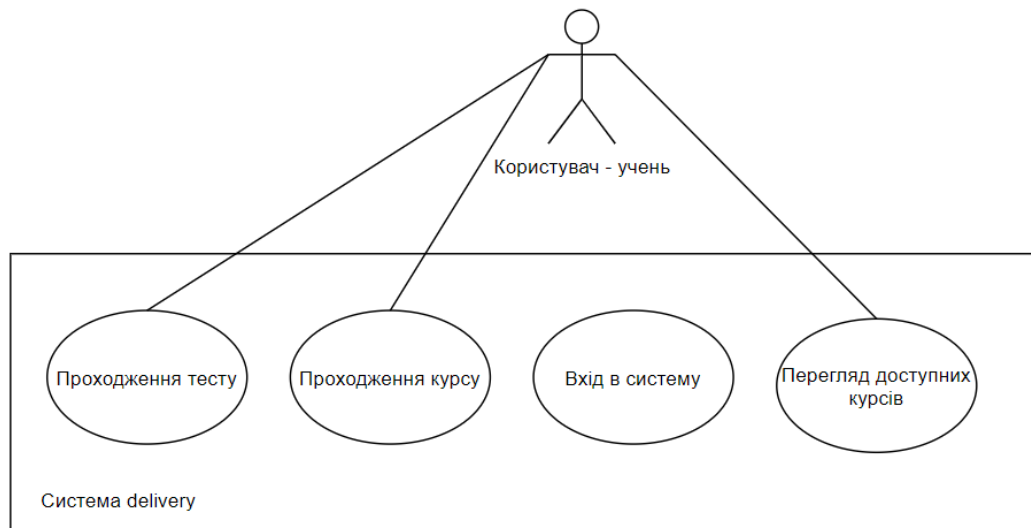 Користувач - учень
Проходження тесту
Проходження курсу
Вхід в систему
Перегляд доступних
курсів
Система delivery